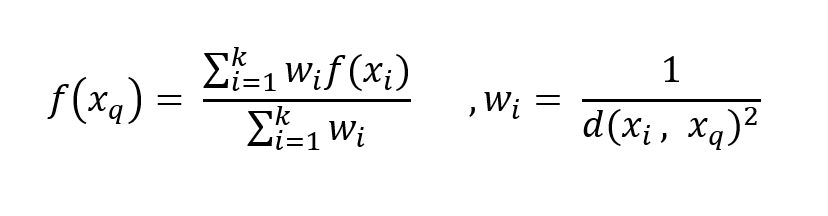 f(x_q) = \frac{\sum_{i=1}^{k} w_i f(x_i)}{\sum_{i=1}^{k} w_i} , w_i = \frac{1}{d(x_i , x_q)^2}